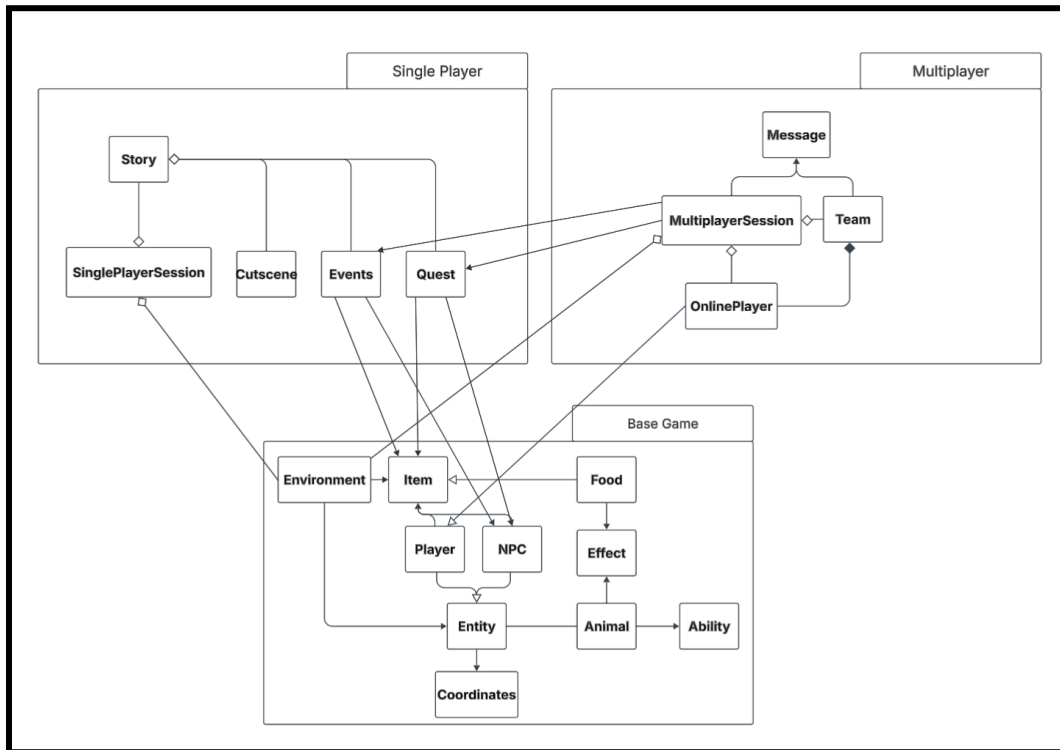 Single Player
Multiplayer
Message
Story
MultiplayerSession
Team
SinglePlayerSession
Cutscene
Events
Quest
OnlinePlayer
Base Game
Environment
Item
Food
Player
NPC
Effect
Entity
Animal
Ability
Coordinates